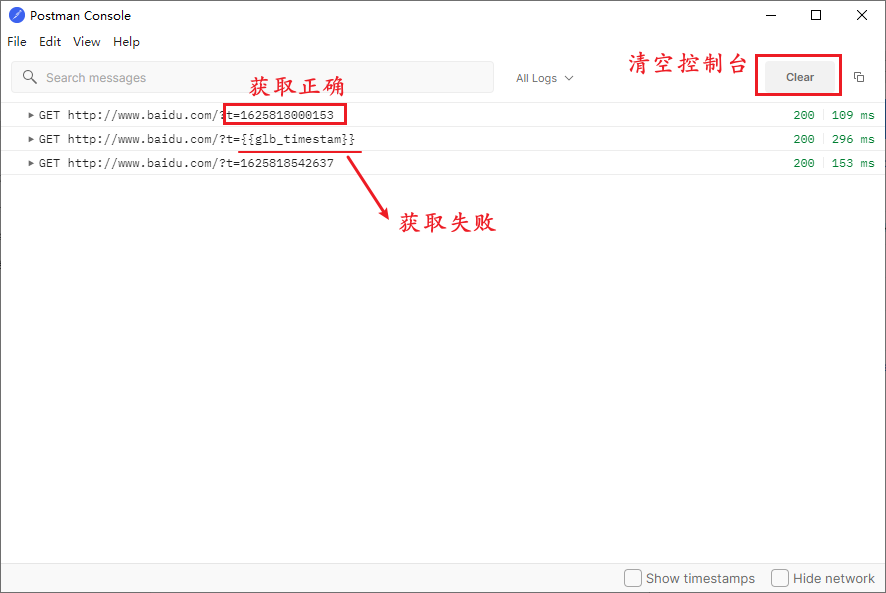 Postman Console
File Edit View Help
Search messages
All Logs
清空控制台
Clear
获取正确
GET http://www.baidu.com/?t=1625818000153 200 109 ms
GET http://www.baidu.com/?t={{glb_timestam}} 200 296 ms
GET http://www.baidu.com/?t=1625818542637 200 153 ms
获取失败
Show timestamps Hide network